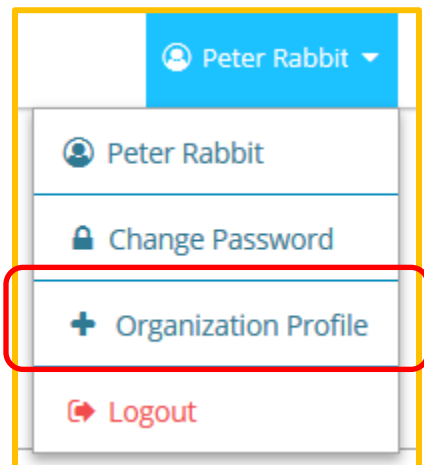 Peter Rabbit
Peter Rabbit
Change Password
Organization Profile
Logout